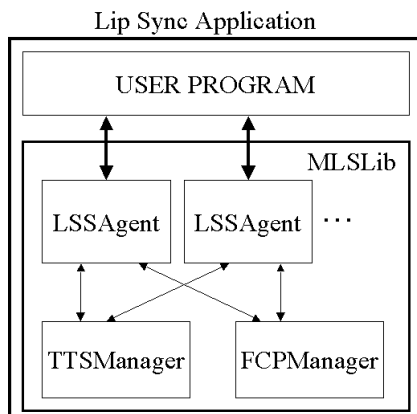 Lip Sync Application
USER PROGRAM
MLSLib
LSSAgent LSSAgent ...
TTSManager FCPManager